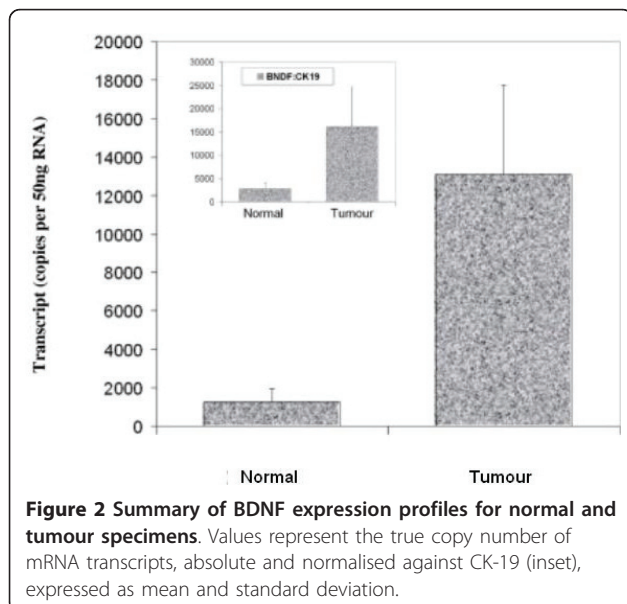 20000
18000
16000
14000
12000
10000
8000
6000
4000
2000
0
Transcript (copies per 50ng RNA)
30000
25000
20000
15000
10000
5000
0
BNDF:CK19
Normal Tumour
Normal Tumour
Figure 2 Summary of BDNF expression profiles for normal and
tumour specimens. Values represent the true copy number of
mRNA transcripts, absolute and normalised against CK-19 (inset),
expressed as mean and standard deviation.